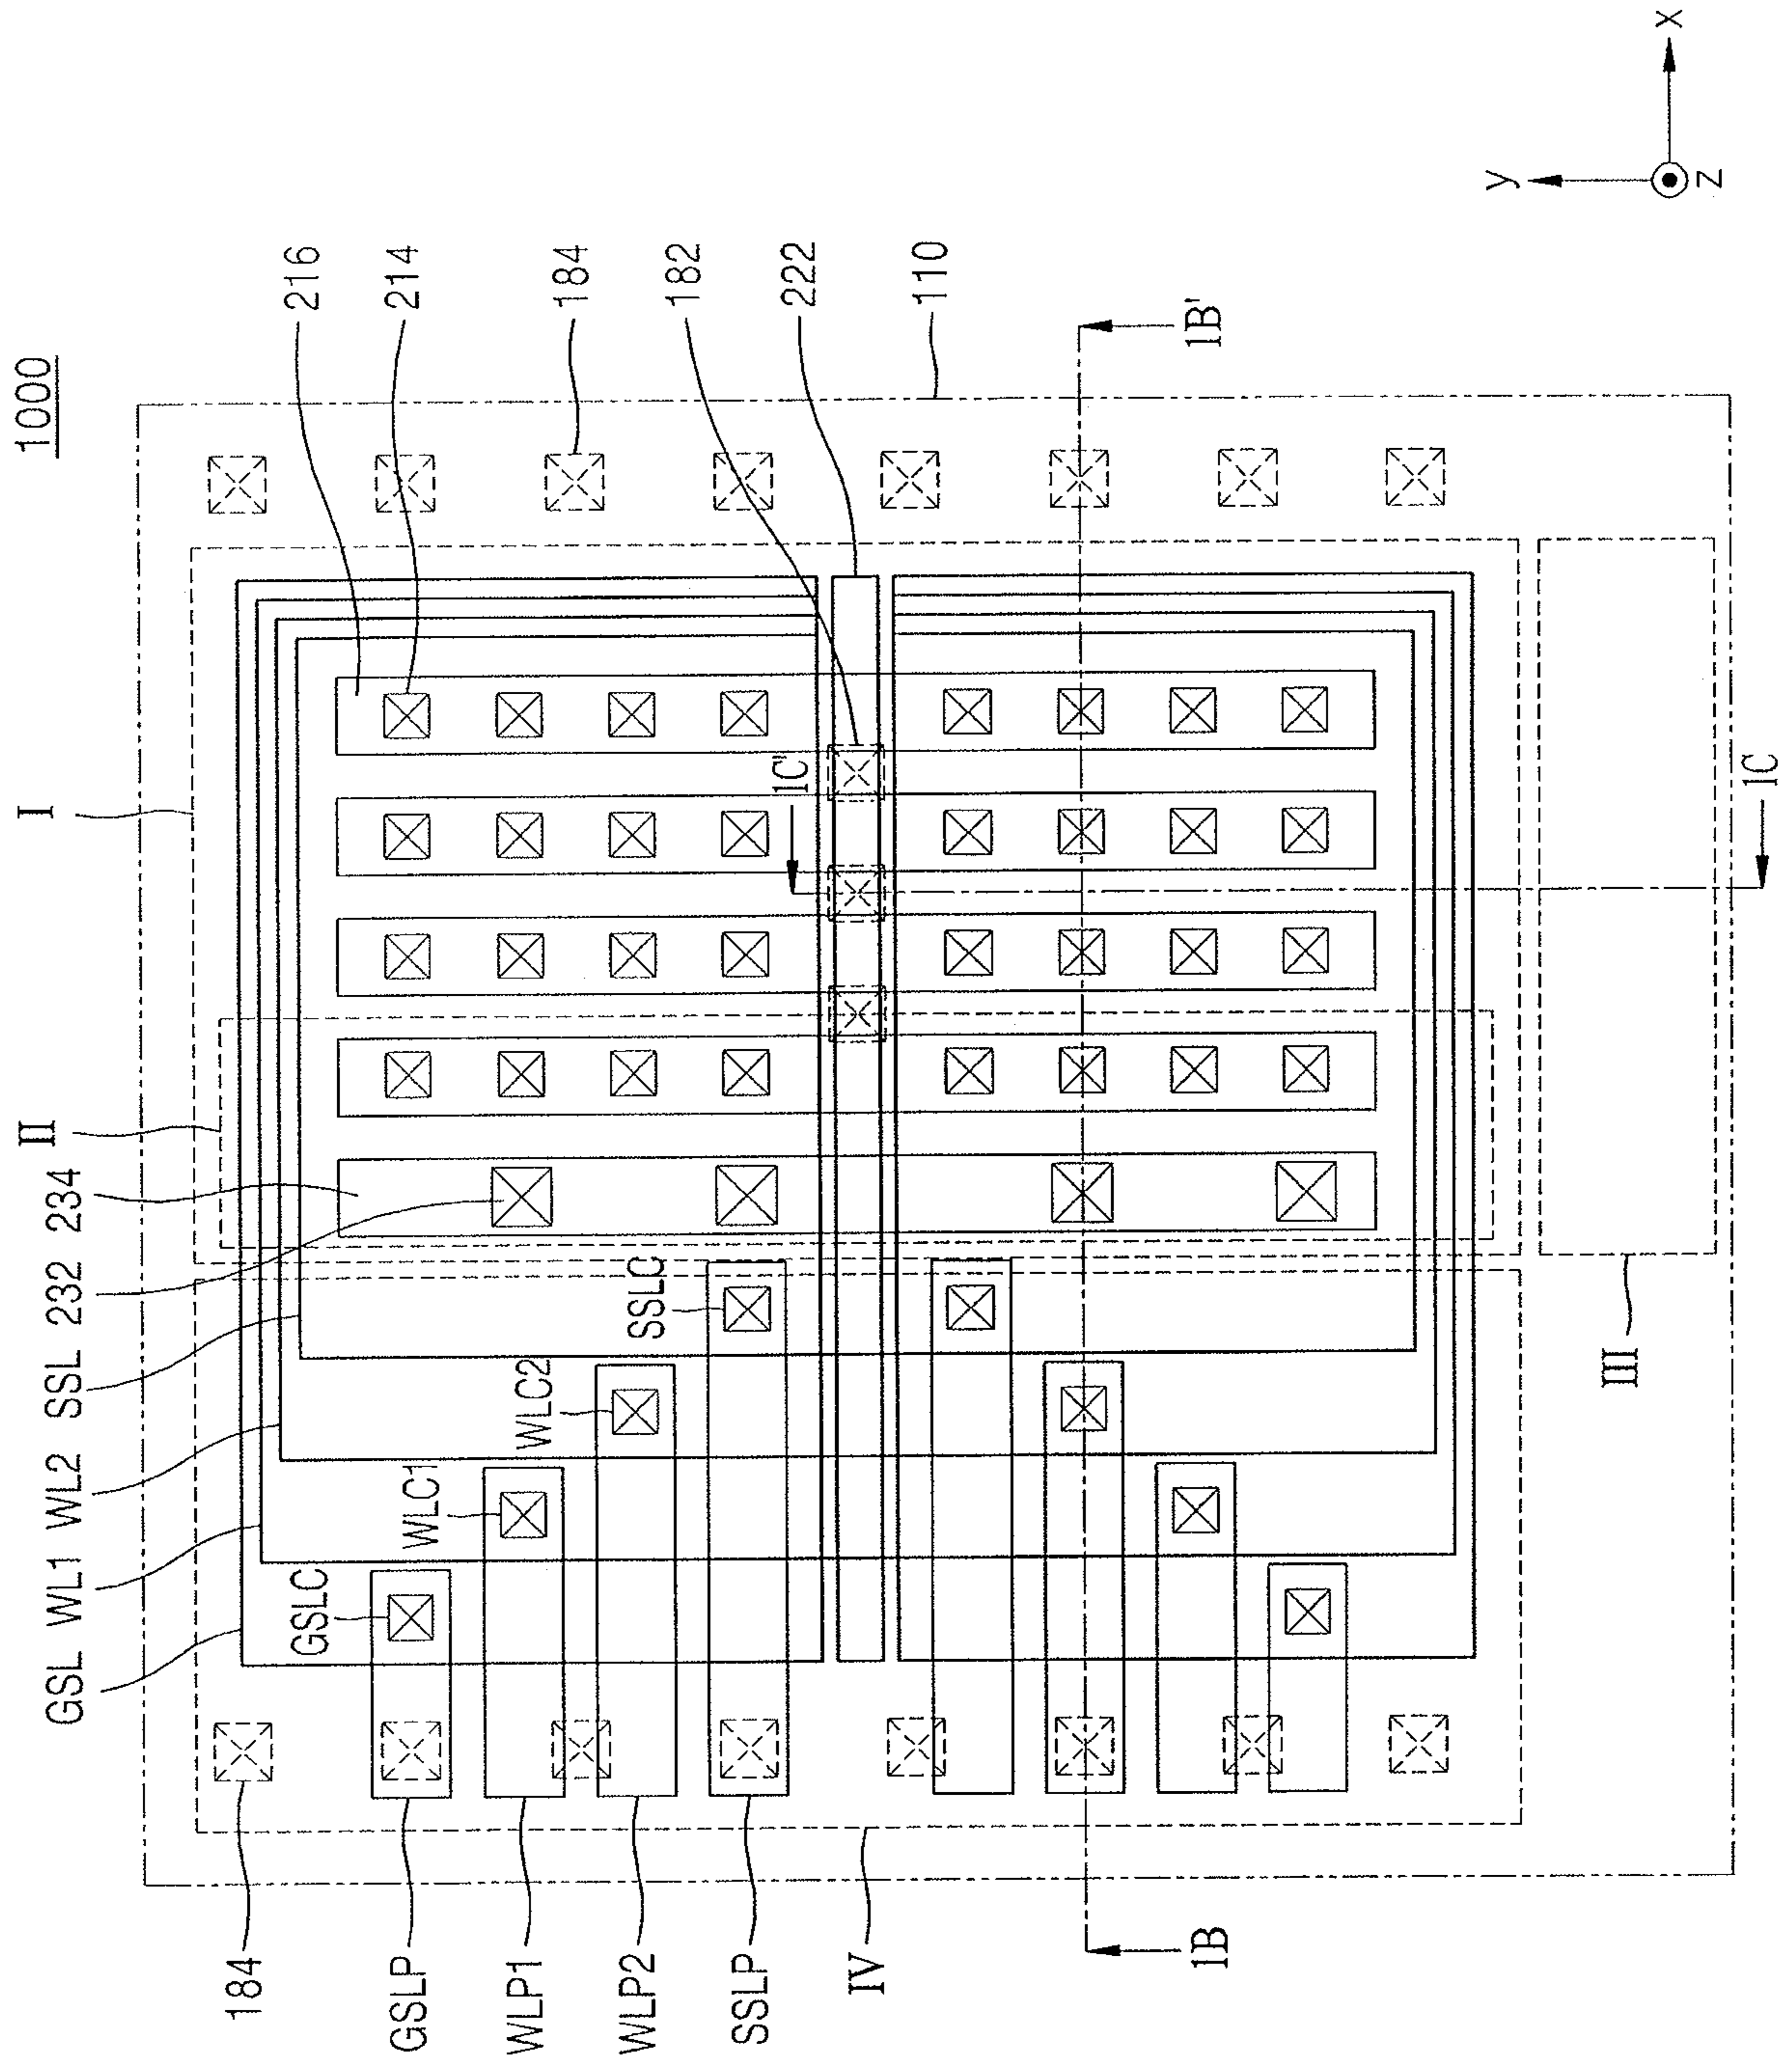 1000
I
II
234
232
SSL
WL2
WL1
GSL
216
214
184
182
222
110
1B'
1C'
1C
SSLC
WLC2
WLC1
GSLC
III
184
GSLP
WLP1
WLP2
SSLP
IV
1B
y
x
z